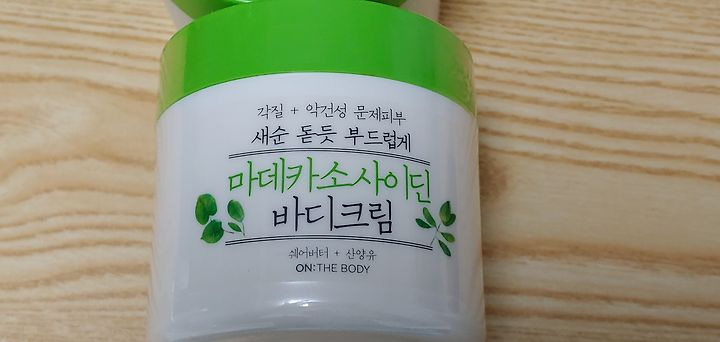 각질 + 악건성 문제피부
새순 돋듯 부드럽게
마데카소사이딘
바디크림
쉐어버터 + 산양유
ON:THE BODY